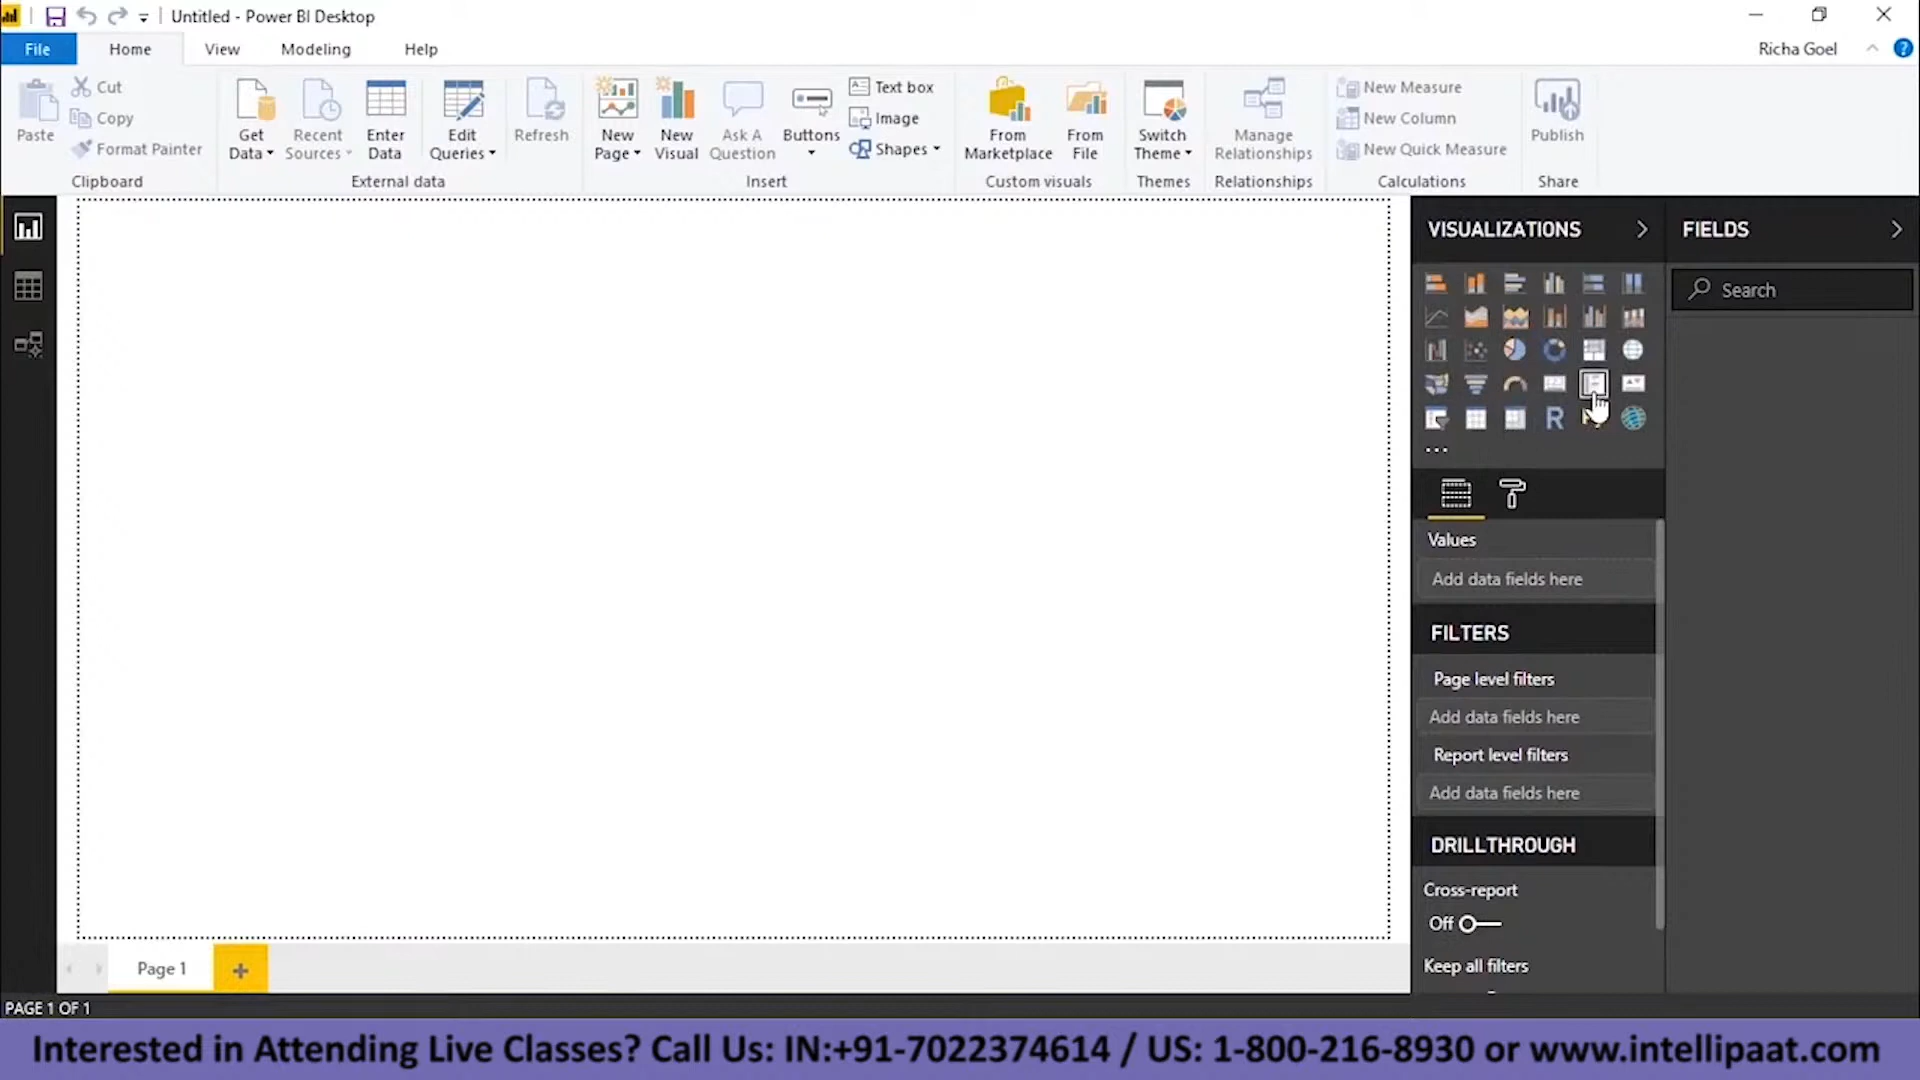 Untitled - Power BI Desktop
File Home View Modeling Help Richa Goel ?
Paste
Cut
Copy
Format Painter
Clipboard
Get Data
Recent Sources
Enter Data
Edit Queries
Refresh
External data
New Page
New Visual
Ask A Question
Buttons
Text box
Image
Shapes
Insert
From Marketplace
From File
Custom visuals
Switch Theme
Themes
Manage Relationships
Relationships
New Measure
New Column
New Quick Measure
Calculations
Publish
Share
VISUALIZATIONS
FIELDS
Search
R
...
Values
Add data fields here
FILTERS
Page level filters
Add data fields here
Report level filters
Add data fields here
DRILLTHROUGH
Cross-report
Off
Keep all filters
Page 1
+
PAGE 1 OF 1
Interested in Attending Live Classes? Call Us: IN:+91-7022374614 / US: 1-800-216-8930 or www.intellipaat.com